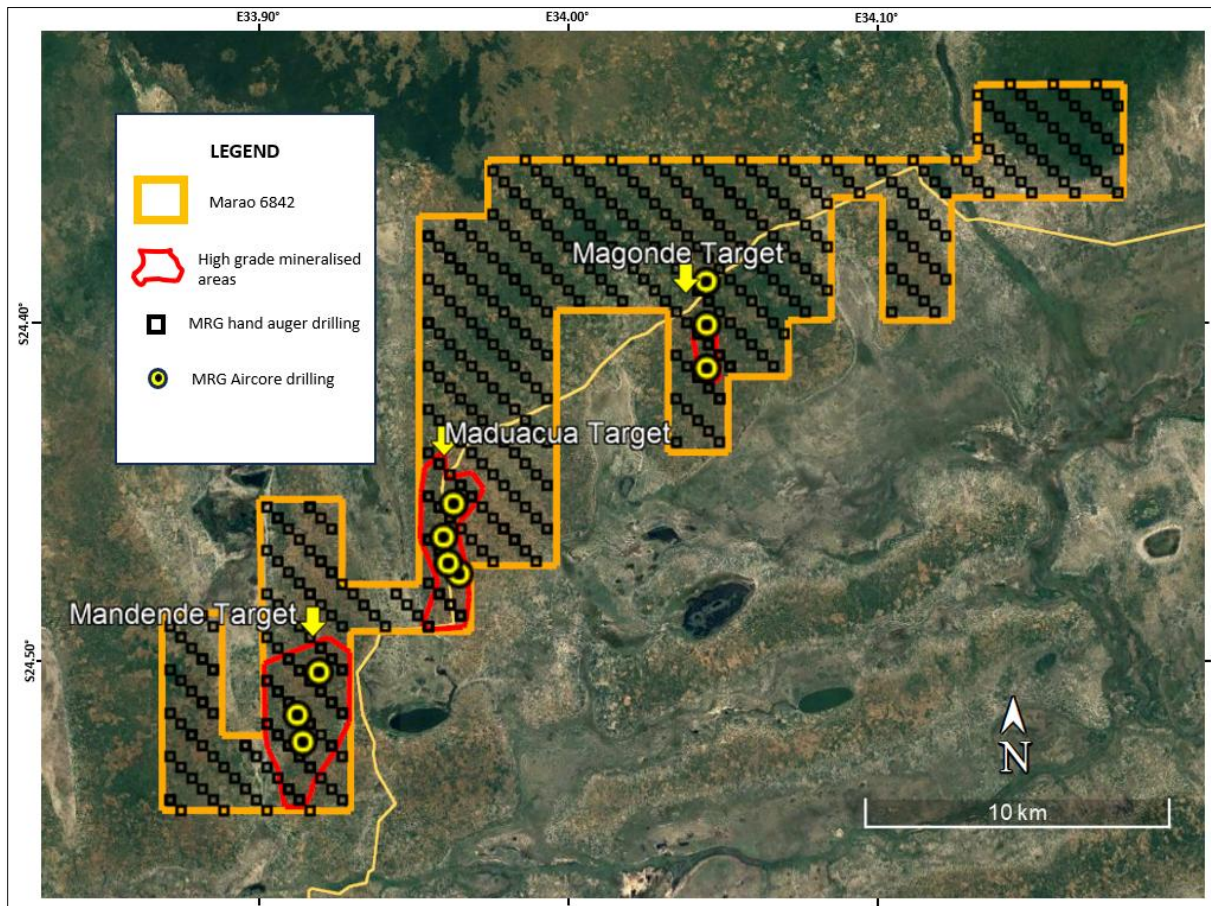 E33.90°
E34.00°
E34.10°
LEGEND
Marao 6842
High grade mineralised
areas
MRG hand auger drilling
MRG Aircore drilling
Magonde Target
S24.40°
Maduacua Target
Mandende Target
S24.50°
N
10 km